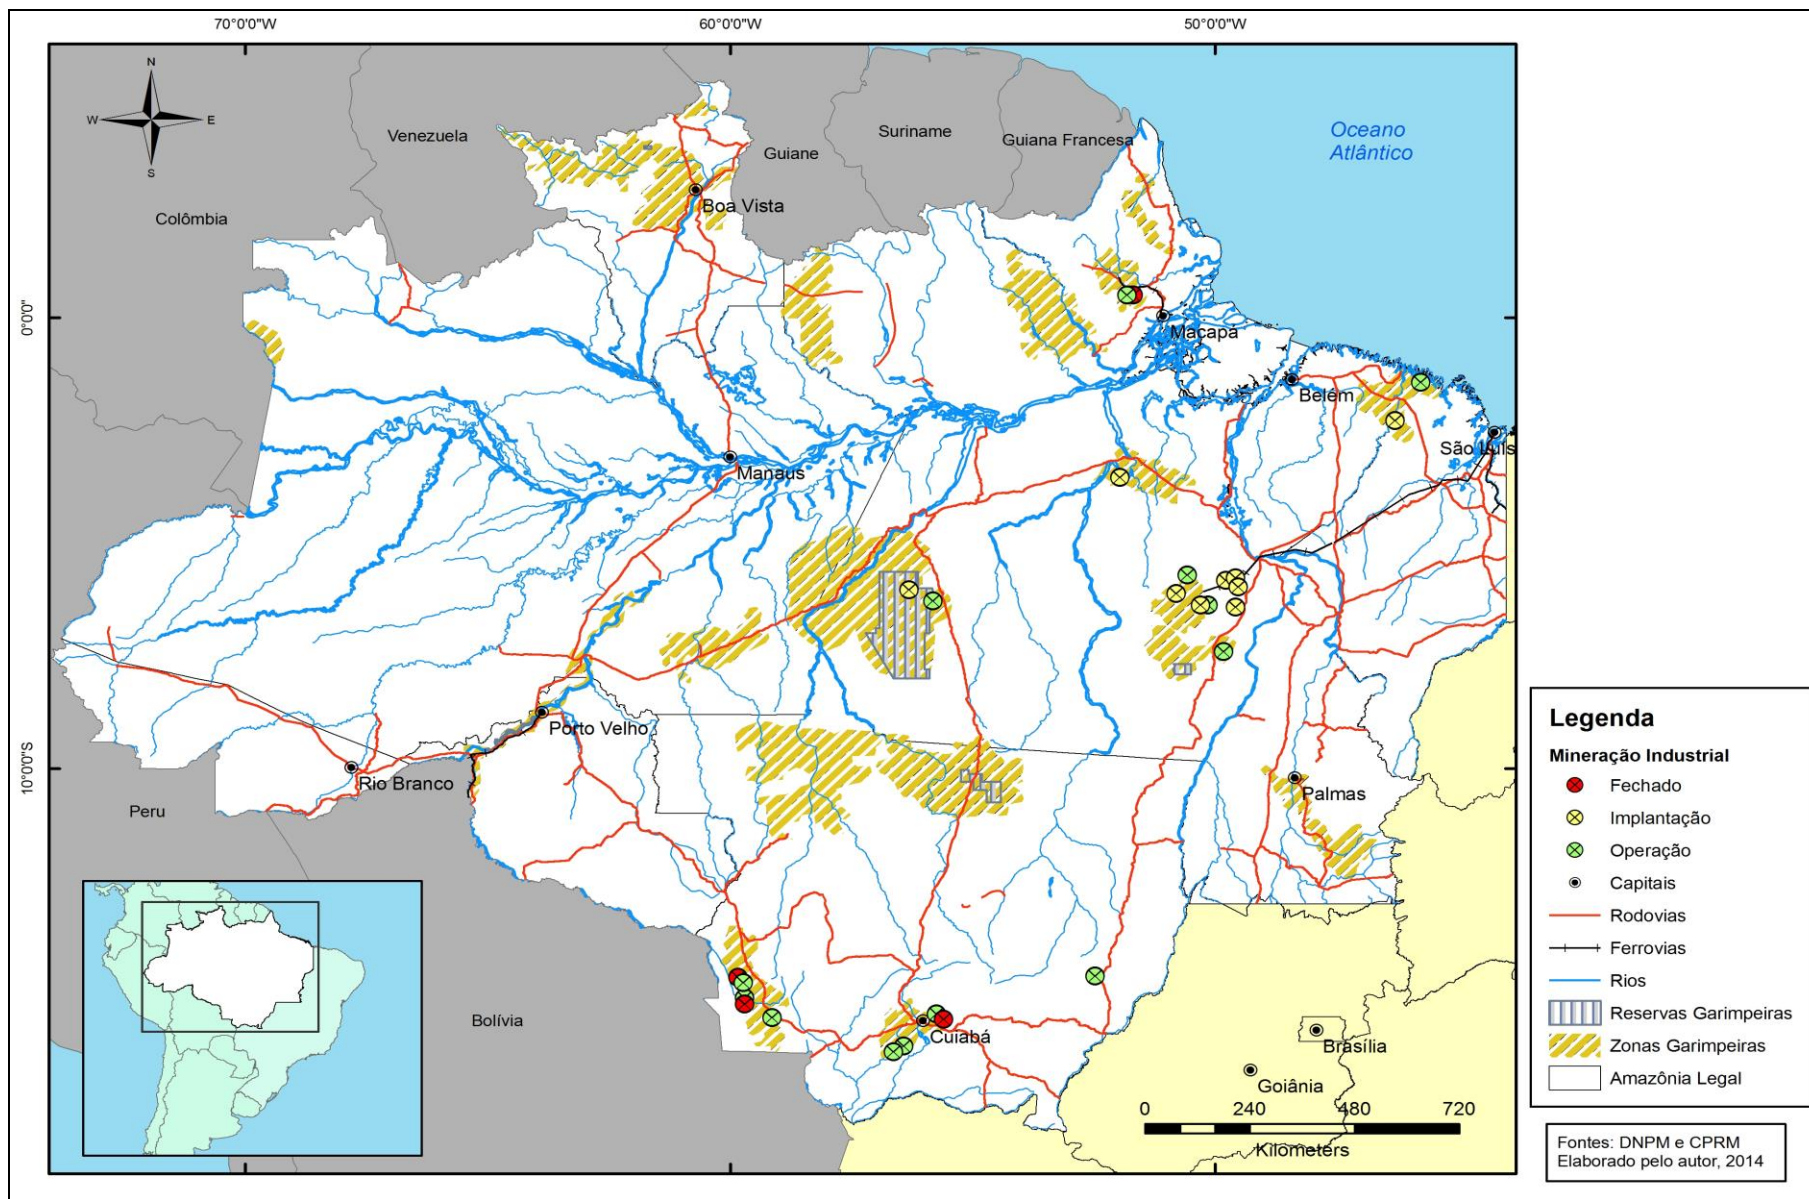 70°0'0"W
60°0'0"W
50°0'0"W
N
W
E
S
Venezuela
Guiane
Suriname
Guiana Francesa
Oceano
Atlântico
Colômbia
Boa Vista
0°0'0"
Macapá
Belém
São Luís
Manaus
Porto Velho
10°0'0"S
Rio Branco
Palmas
Peru
Bolívia
Cuiabá
Brasília
Goiânia
0 240 480 720
Kilometers
Legenda
Mineração Industrial
Fechado
Implantação
Operação
Capitais
Rodovias
Ferrovias
Rios
Reservas Garimpeiras
Zonas Garimpeiras
Amazônia Legal
Fontes: DNPM e CPRM
Elaborado pelo autor, 2014